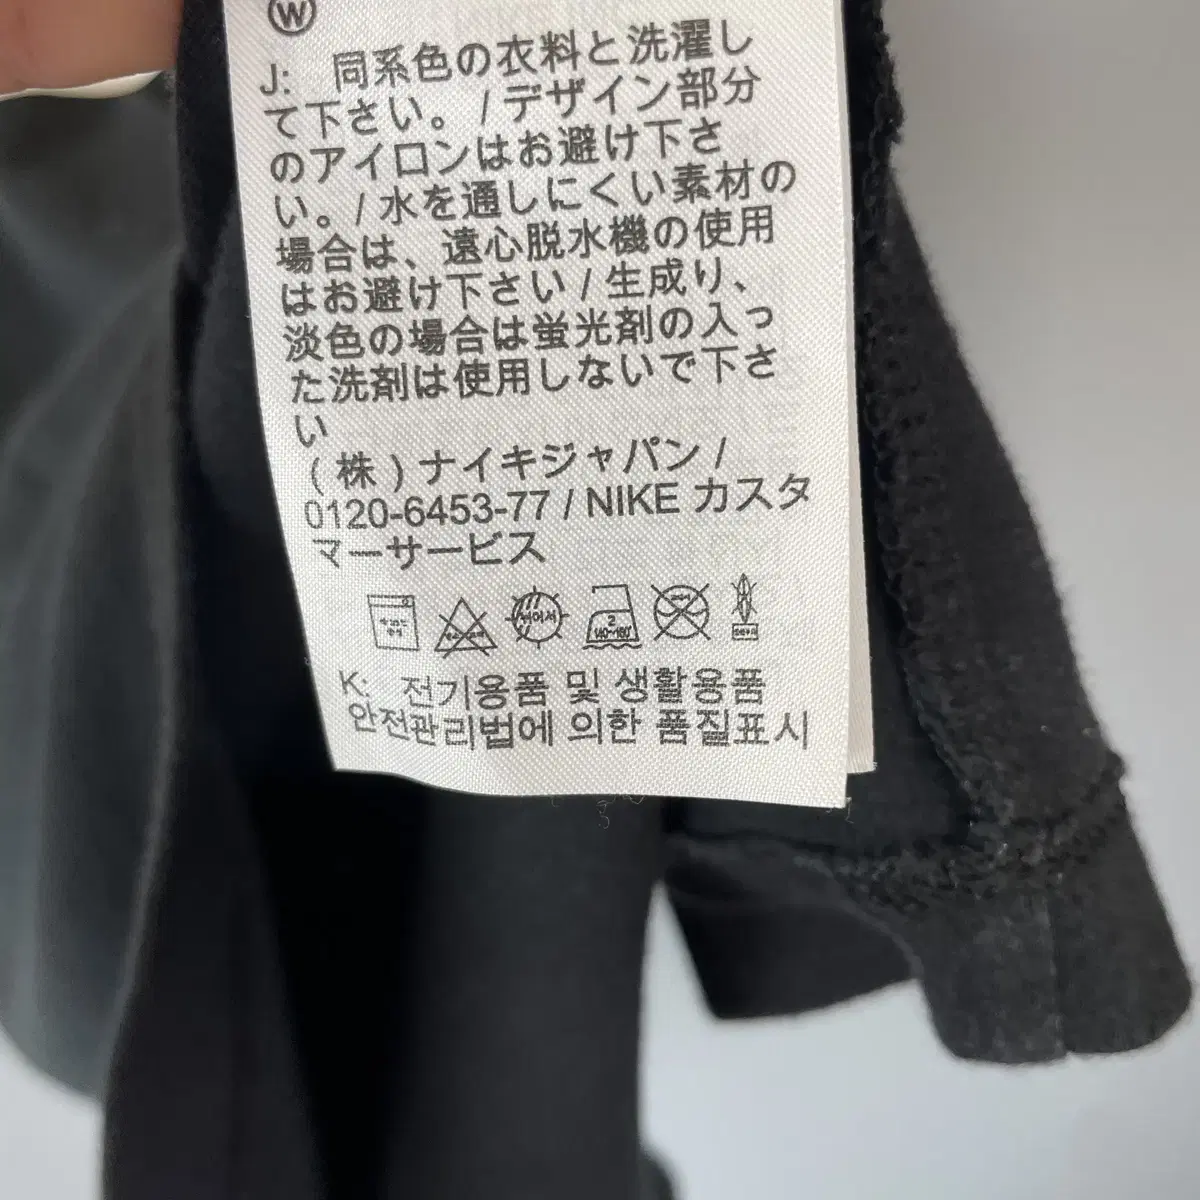 W
J: 同系色の衣料と洗濯し
て下さい。/ デザイン部分
のアイロンはお避け下さ
い。/ 水を通しにくい素材の
場合は、遠心脱水機の使用
はお避け下さい / 生成り、
淡色の場合は蛍光剤の入っ
た洗剤は使用しないで下さ
い
(株) ナイキジャパン /
0120-6453-77 / NIKE カスタ
マーサービス
뉘어서 2 140~160
K: 전기용품 및 생활용품
안전관리법에 의한 품질표시